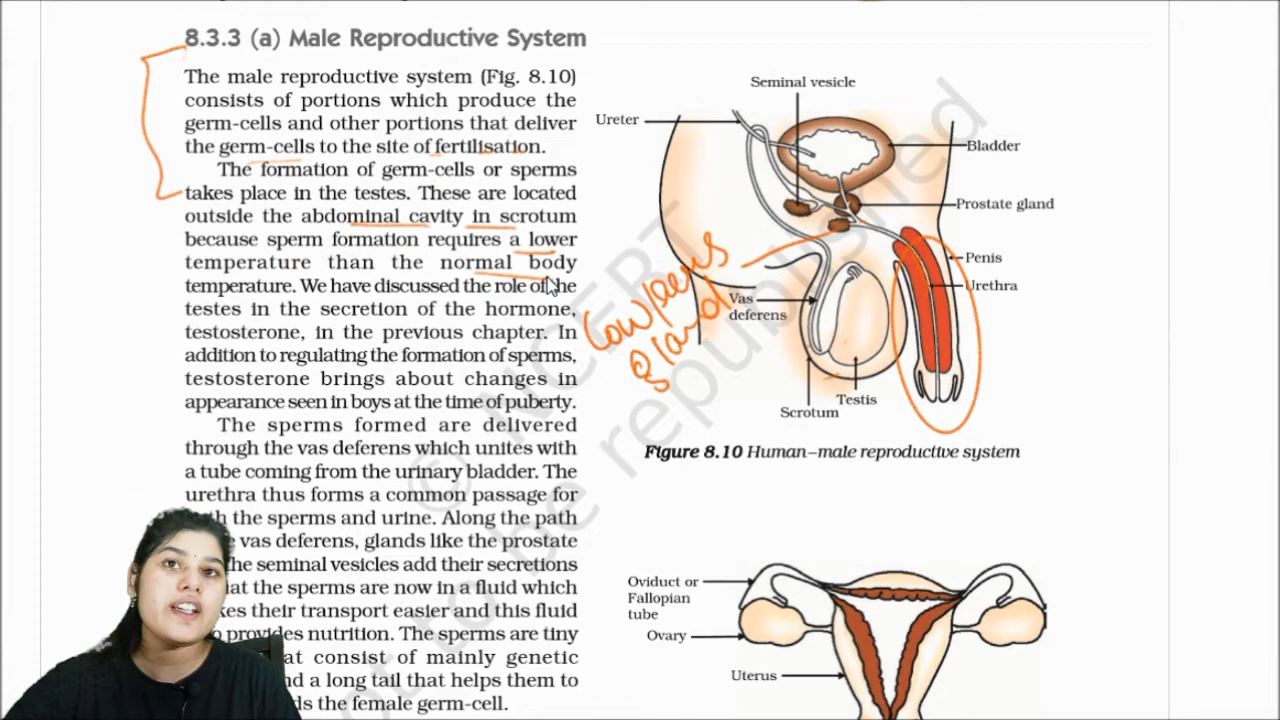 8.3.3 (a) Male Reproductive System
The male reproductive system (Fig. 8.10)
consists of portions which produce the
germ-cells and other portions that deliver
the germ-cells to the site of fertilisation.
The formation of germ-cells or sperms
takes place in the testes. These are located
outside the abdominal cavity in scrotum
because sperm formation requires a lower
temperature than the normal body
temperature. We have discussed the role of the
testes in the secretion of the hormone,
testosterone, in the previous chapter. In
addition to regulating the formation of sperms,
testosterone brings about changes in
appearance seen in boys at the time of puberty.
The sperms formed are delivered
through the vas deferens which unites with
a tube coming from the urinary bladder. The
urethra thus forms a common passage for
the sperms and urine. Along the path
vas deferens, glands like the prostate
he seminal vesicles add their secretions
at the sperms are now in a fluid which
kes their transport easier and this fluid
o provides nutrition. The sperms are tiny
at consist of mainly genetic
nd a long tail that helps them to
ds the female germ-cell.
Seminal vesicle
Ureter
Bladder
Prostate gland
Penis
Urethra
Vas
deferens
Testis
Scrotum
Cowpers
gland
Figure 8.10 Human–male reproductive system
Oviduct or
Fallopian
tube
Ovary
Uterus
© NCERT
not to be republished